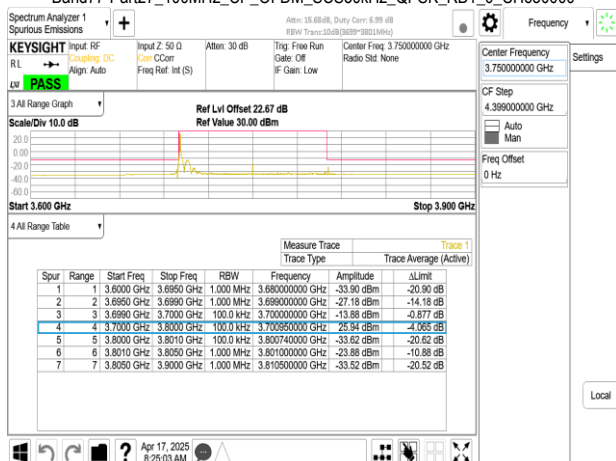 Spectrum Analyzer 1
Spurious Emissions
Attn: 15.68dB, Duty Corr: 6.99 dB
RBW Trans:10dB(3699~3801MHz)
Frequency
KEYSIGHT
Input: RF
Coupling: DC
Align: Auto
Input Z: 50 Ω
Corr CCorr
Freq Ref: Int (S)
Atten: 30 dB
Trig: Free Run
Gate: Off
IF Gain: Low
Center Freq: 3.750000000 GHz
Radio Std: None
RL
LXI
PASS
Center Frequency
3.750000000 GHz
Settings
CF Step
4.399000000 GHz
Auto
Man
Freq Offset
0 Hz
3 All Range Graph
Ref Lvl Offset 22.67 dB
Scale/Div 10.0 dB
Ref Value 30.00 dBm
20.0
0.00
-20.0
-40.0
-60.0
Start 3.600 GHz
Stop 3.900 GHz
4 All Range Table
Measure Trace Trace 1
Trace Type Trace Average (Active)
Spur Range Start Freq Stop Freq RBW Frequency Amplitude ΔLimit
1 1 3.6000 GHz 3.6950 GHz 1.000 MHz 3.680000000 GHz -33.90 dBm -20.90 dB
2 2 3.6950 GHz 3.6990 GHz 1.000 MHz 3.699000000 GHz -27.18 dBm -14.18 dB
3 3 3.6990 GHz 3.7000 GHz 100.0 kHz 3.700000000 GHz -13.88 dBm -0.877 dB
4 4 3.7000 GHz 3.8000 GHz 100.0 kHz 3.700950000 GHz 25.94 dBm -4.065 dB
5 5 3.8000 GHz 3.8010 GHz 100.0 kHz 3.800740000 GHz -33.62 dBm -20.62 dB
6 6 3.8010 GHz 3.8050 GHz 1.000 MHz 3.801000000 GHz -23.88 dBm -10.88 dB
7 7 3.8050 GHz 3.9000 GHz 1.000 MHz 3.810500000 GHz -33.52 dBm -20.52 dB
Local
Apr 17, 2025
8:25:03 AM